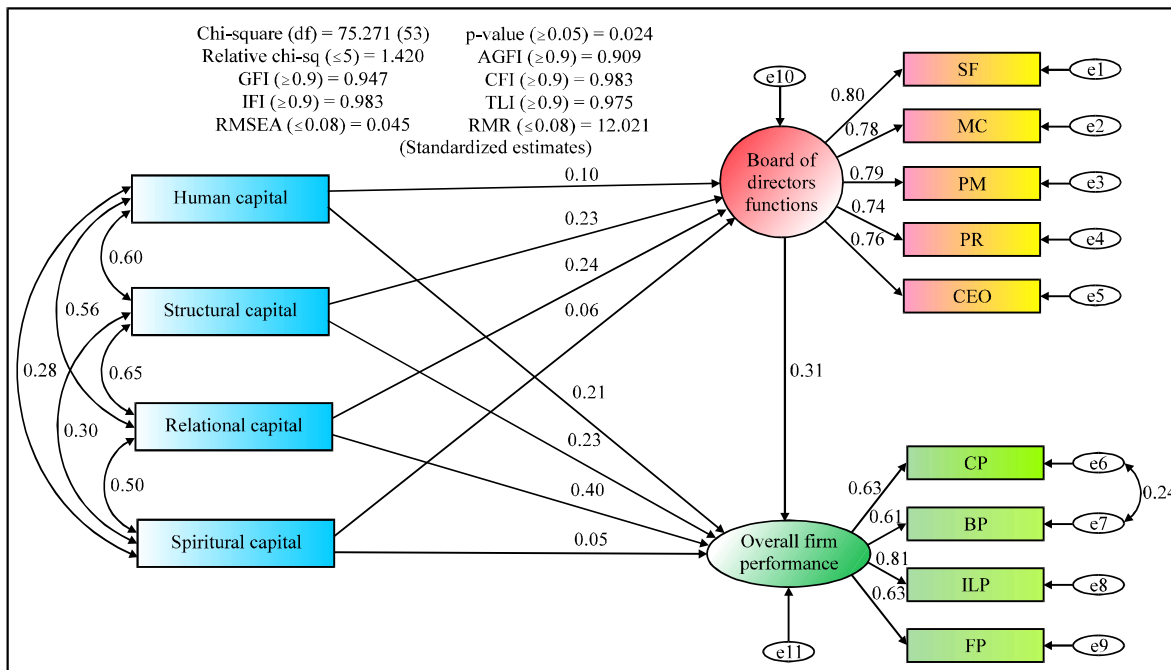 Chi-square (df) = 75.271 (53)
p-value (≥0.05) = 0.024
Relative chi-sq (≤5) = 1.420
AGFI (≥0.9) = 0.909
GFI (≥0.9) = 0.947
CFI (≥0.9) = 0.983
IFI (≥0.9) = 0.983
TLI (≥0.9) = 0.975
RMSEA (≤0.08) = 0.045
RMR (≤0.08) = 12.021
(Standardized estimates)
Human capital
Structural capital
Relational capital
Spiritural capital
0.60
0.56
0.65
0.28
0.30
0.50
0.10
0.23
0.24
0.06
0.21
0.23
0.40
0.05
0.31
e10
Board of
directors
functions
0.80
0.78
0.79
0.74
0.76
SF
MC
PM
PR
CEO
e1
e2
e3
e4
e5
Overall firm
performance
e11
0.63
0.61
0.81
0.63
CP
BP
ILP
FP
e6
e7
e8
e9
0.24